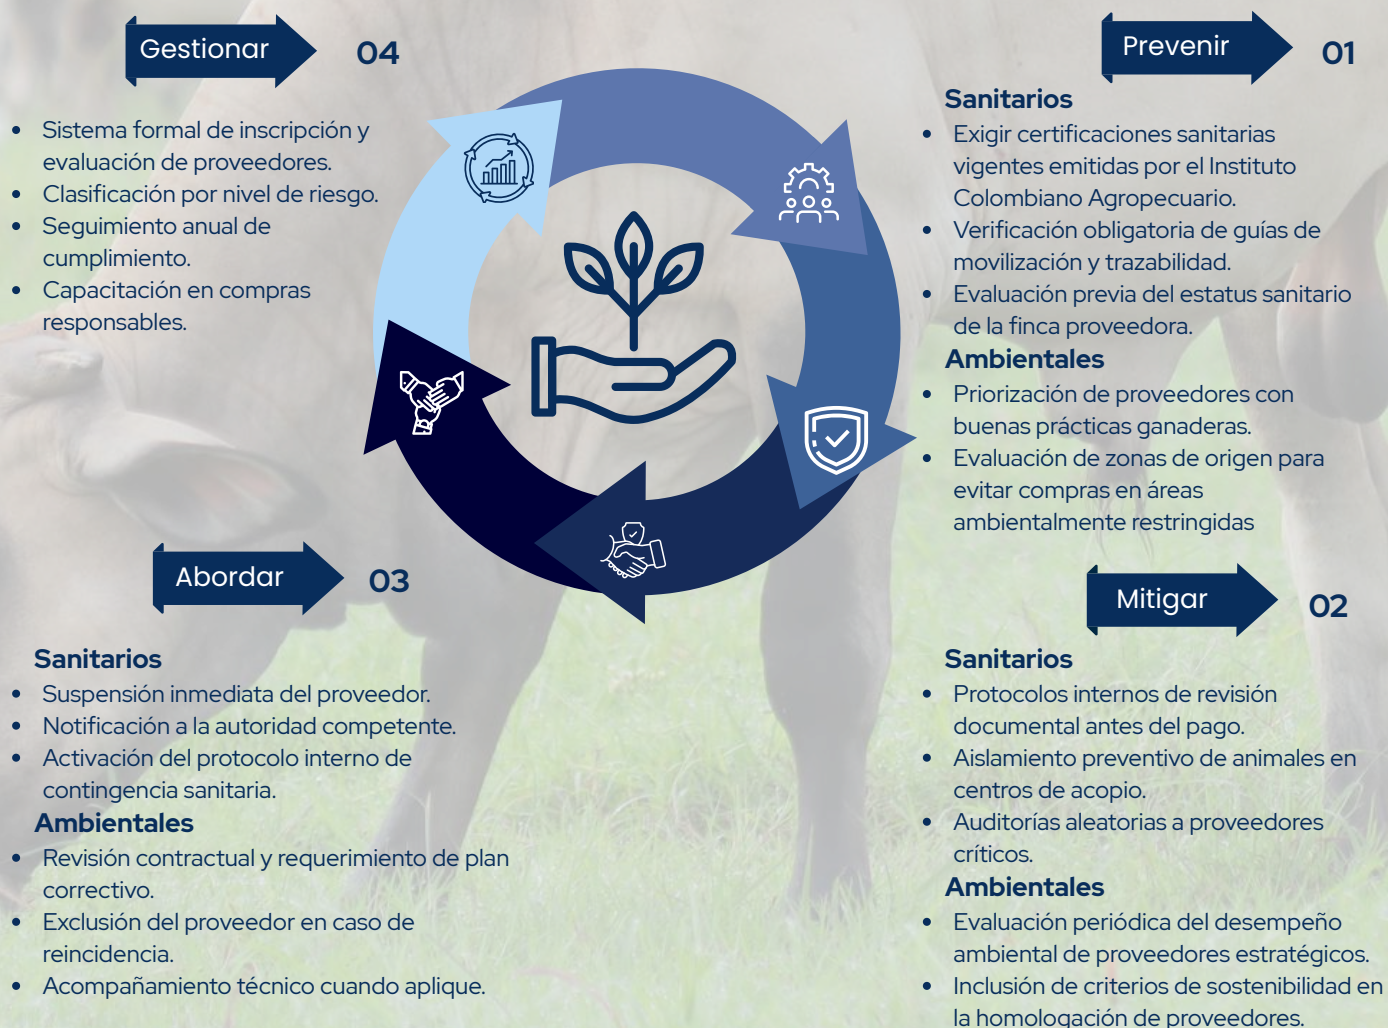 Prevenir
01
Sanitarios
• Exigir certificaciones sanitarias
vigentes emitidas por el Instituto
Colombiano Agropecuario.
• Verificación obligatoria de guías de
movilización y trazabilidad.
• Evaluación previa del estatus sanitario
de la finca proveedora.
Ambientales
• Priorización de proveedores con
buenas prácticas ganaderas.
• Evaluación de zonas de origen para
evitar compras en áreas
ambientalmente restringidas
Mitigar
02
Sanitarios
• Protocolos internos de revisión
documental antes del pago.
• Aislamiento preventivo de animales en
centros de acopio.
• Auditorías aleatorias a proveedores
críticos.
Ambientales
• Evaluación periódica del desempeño
ambiental de proveedores estratégicos.
• Inclusión de criterios de sostenibilidad en
la homologación de proveedores.
Abordar
03
Sanitarios
• Suspensión inmediata del proveedor.
• Notificación a la autoridad competente.
• Activación del protocolo interno de
contingencia sanitaria.
Ambientales
• Revisión contractual y requerimiento de plan
correctivo.
• Exclusión del proveedor en caso de
reincidencia.
• Acompañamiento técnico cuando aplique.
Gestionar
04
• Sistema formal de inscripción y
evaluación de proveedores.
• Clasificación por nivel de riesgo.
• Seguimiento anual de
cumplimiento.
• Capacitación en compras
responsables.